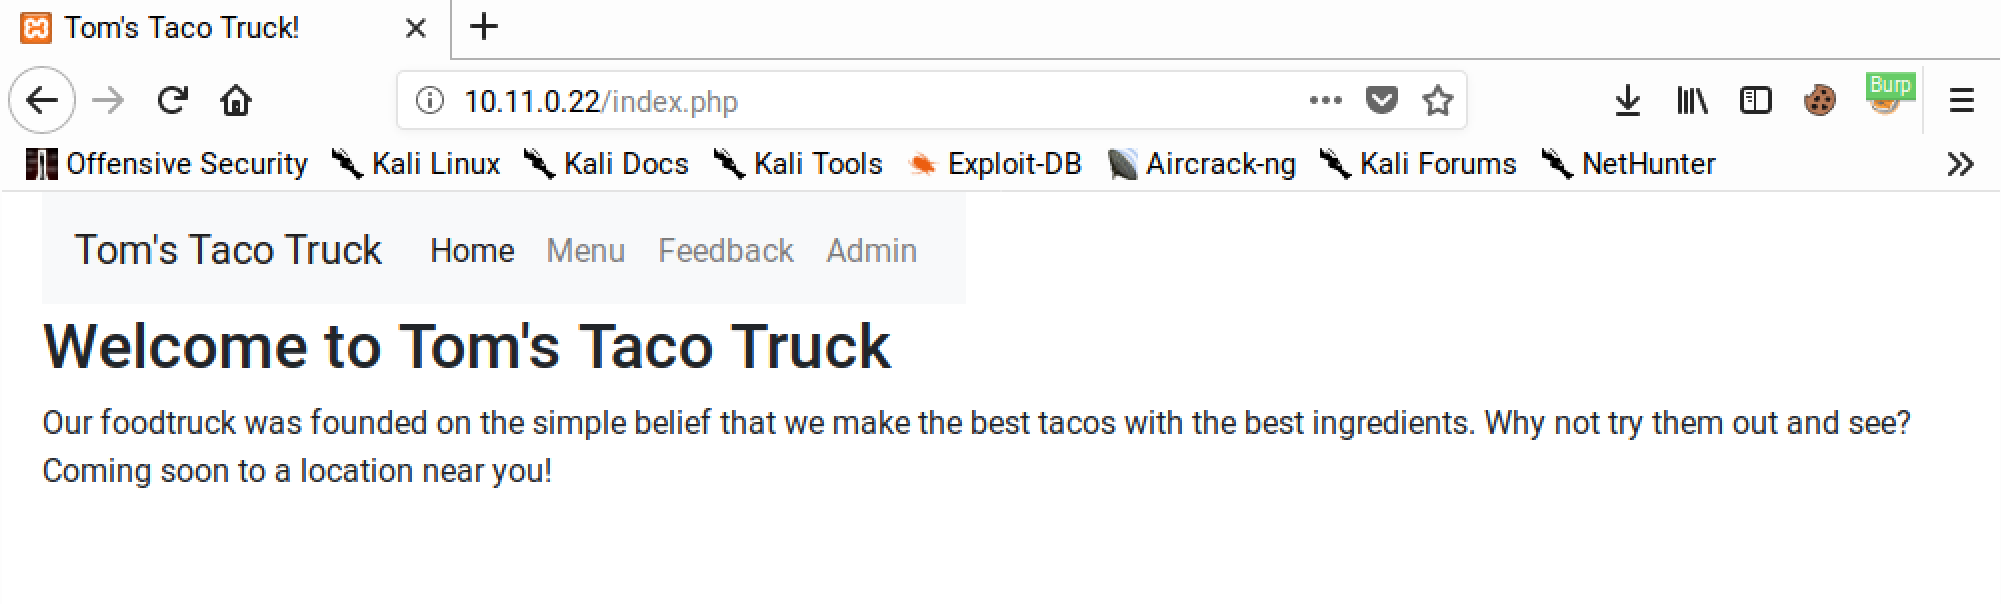 Tom's Taco Truck!
10.11.0.22/index.php
Burp
Offensive Security Kali Linux Kali Docs Kali Tools Exploit-DB Aircrack-ng Kali Forums NetHunter
Tom's Taco Truck Home Menu Feedback Admin
Welcome to Tom's Taco Truck
Our foodtruck was founded on the simple belief that we make the best tacos with the best ingredients. Why not try them out and see?
Coming soon to a location near you!